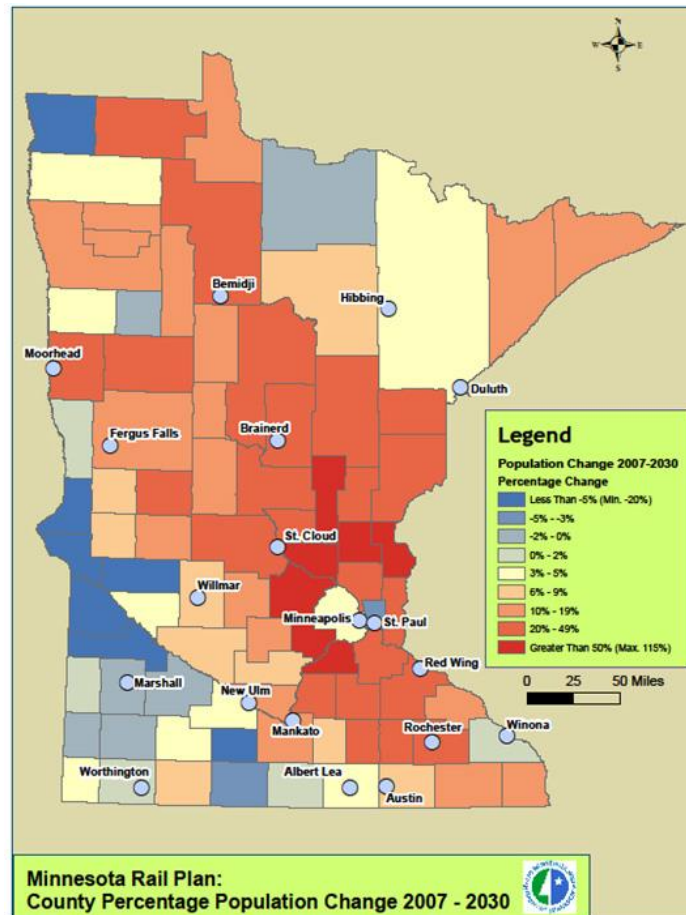 N
W E
S
Bemidji
Hibbing
Moorhead
Duluth
Fergus Falls
Brainerd
Legend
Population Change 2007-2030
Percentage Change
Less Than -5% (Min. -20%)
-5% - -3%
-2% - 0%
0% - 2%
3% - 5%
6% - 9%
10% - 19%
20% - 49%
Greater Than 50% (Max. 115%)
St. Cloud
Willmar
Minneapolis
St. Paul
Red Wing
0 25 50 Miles
Marshall
New Ulm
Mankato
Rochester
Winona
Worthington
Albert Lea
Austin
Minnesota Rail Plan:
County Percentage Population Change 2007 - 2030